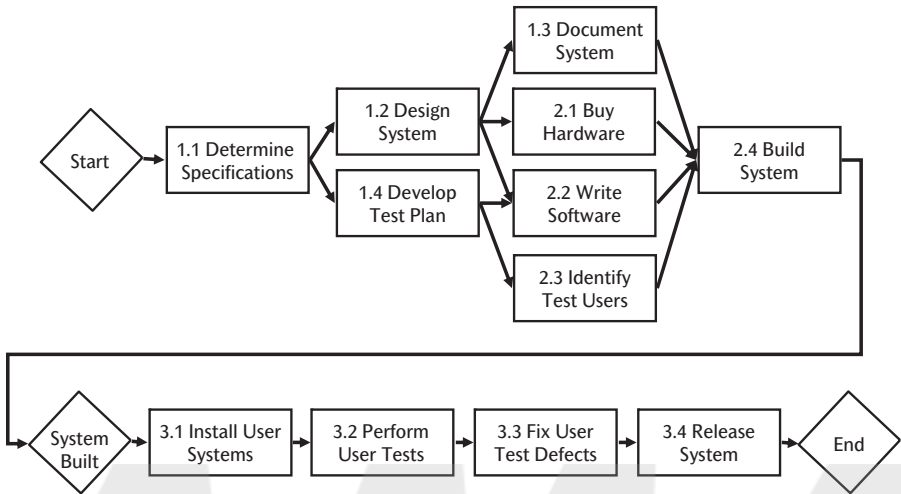 1.3 Document
System
1.2 Design
System
2.1 Buy
Hardware
Start
1.1 Determine
Specifications
2.4 Build
System
1.4 Develop
Test Plan
2.2 Write
Software
2.3 Identify
Test Users
System
Built
3.1 Install User
Systems
3.2 Perform
User Tests
3.3 Fix User
Test Defects
3.4 Release
System
End